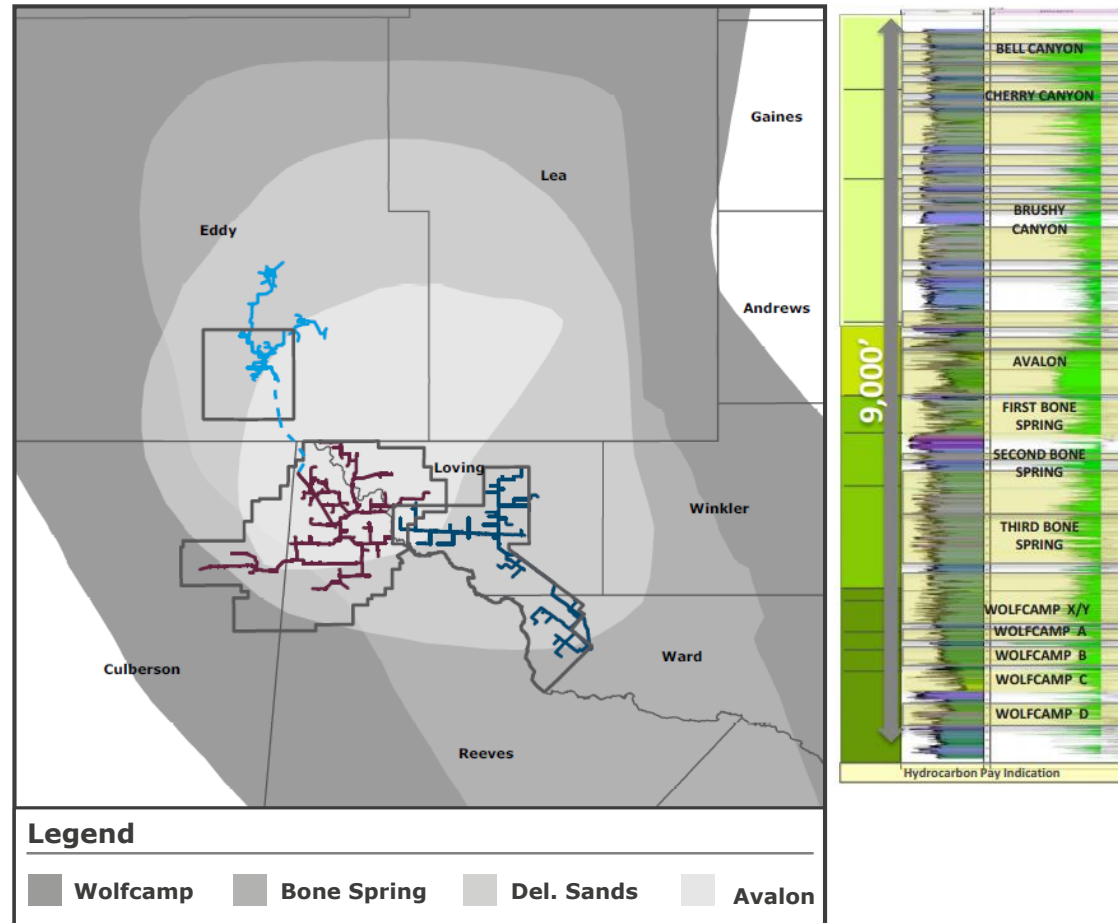 Gaines
Lea
Eddy
Andrews
Loving
Winkler
Culberson
Ward
Reeves
Legend
Wolfcamp
Bone Spring
Del. Sands
Avalon
9,000’
BELL CANYON
CHERRY CANYON
BRUSHY
CANYON
AVALON
FIRST BONE
SPRING
SECOND BONE
SPRING
THIRD BONE
SPRING
WOLFCAMP X/Y
WOLFCAMP A
WOLFCAMP B
WOLFCAMP C
WOLFCAMP D
Hydrocarbon Pay Indication